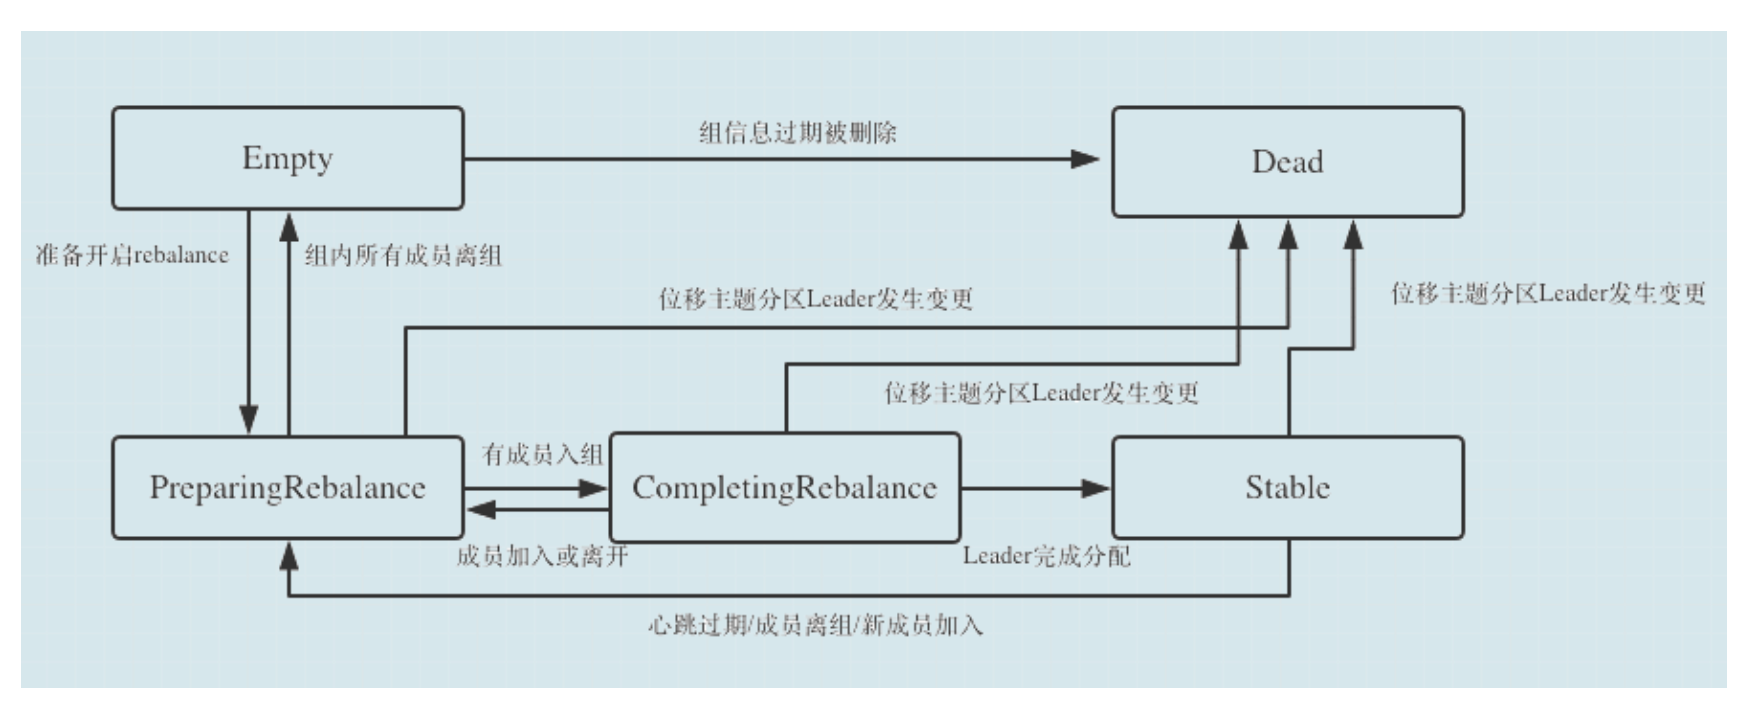 组信息过期被删除
Empty
Dead
准备开启rebalance
组内所有成员离组
位移主题分区Leader发生变更
位移主题分区Leader发生变更
位移主题分区Leader发生变更
有成员入组
PreparingRebalance
CompletingRebalance
Stable
成员加入或离开
Leader完成分配
心跳过期/成员离组/新成员加入